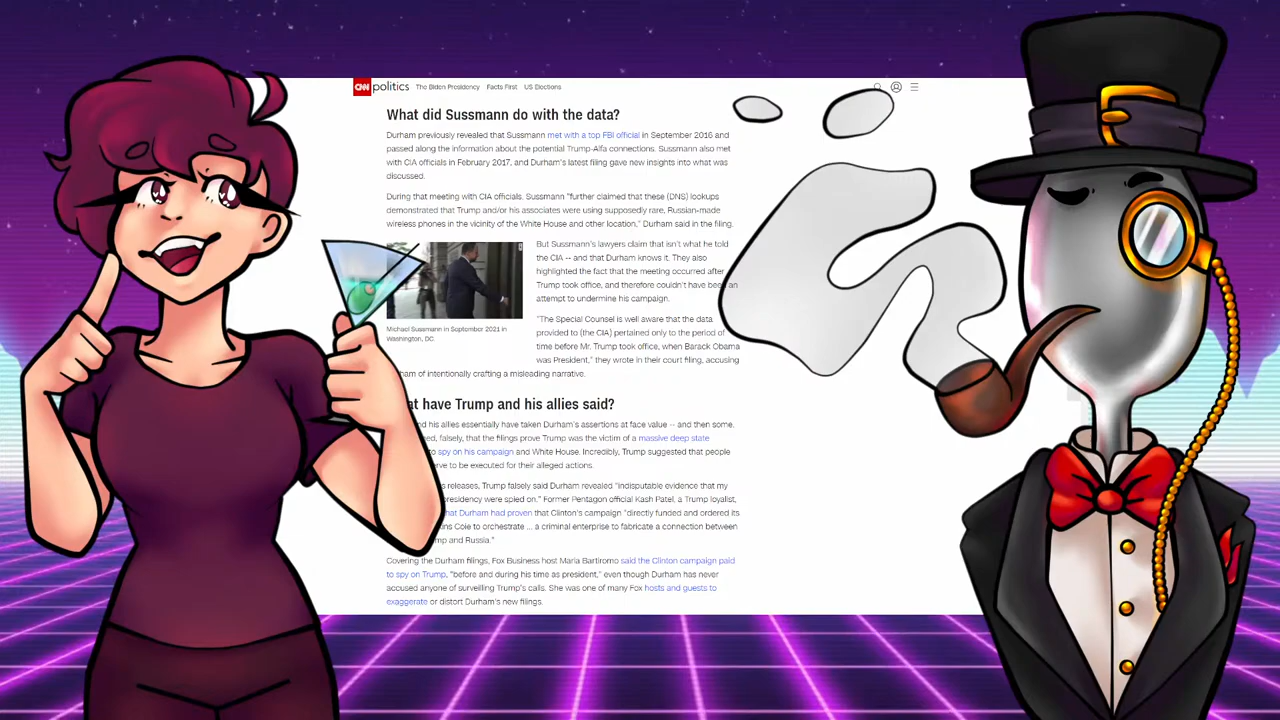 CNN politics The Biden Presidency Facts First US Elections
What did Sussmann do with the data?
Durham previously revealed that Sussmann met with a top FBI official in September 2016 and
passed along the information about the potential Trump-Alfa connections. Sussmann also met
with CIA officials in February 2017, and Durham's latest filing gave new insights into what was
discussed.
During that meeting with CIA officials, Sussmann "further claimed that these (DNS) lookups
demonstrated that Trump and/or his associates were using supposedly rare, Russian-made
wireless phones in the vicinity of the White House and other location," Durham said in the filing.
But Sussmann's lawyers claim that isn't what he told
the CIA -- and that Durham knows it. They also
highlighted the fact that the meeting occurred after
Trump took office, and therefore couldn't have been an
attempt to undermine his campaign.
"The Special Counsel is well aware that the data
provided to (the CIA) pertained only to the period of
time before Mr. Trump took office, when Barack Obama
was President," they wrote in their court filing, accusing
ham of intentionally crafting a misleading narrative.
Michael Sussmann in September 2021 in
Washington, DC.
t have Trump and his allies said?
and his allies essentially have taken Durham's assertions at face value -- and then some.
ed, falsely, that the filings prove Trump was the victim of a massive deep state
to spy on his campaign and White House. Incredibly, Trump suggested that people
rve to be executed for their alleged actions.
s releases, Trump falsely said Durham revealed "indisputable evidence that my
presidency were spied on." Former Pentagon official Kash Patel, a Trump loyalist,
hat Durham had proven that Clinton's campaign "directly funded and ordered its
ins Coie to orchestrate ... a criminal enterprise to fabricate a connection between
mp and Russia."
Covering the Durham filings, Fox Business host Maria Bartiromo said the Clinton campaign paid
to spy on Trump, "before and during his time as president," even though Durham has never
accused anyone of surveilling Trump's calls. She was one of many Fox hosts and guests to
exaggerate or distort Durham's new filings.